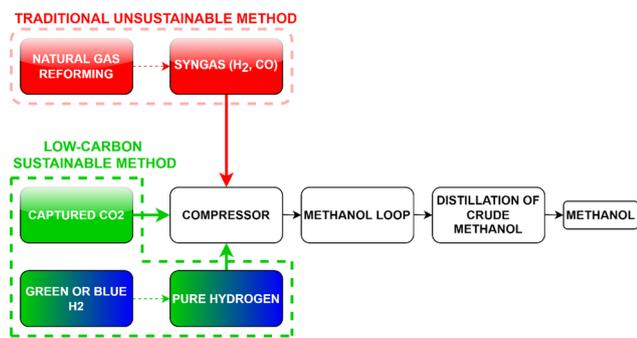 TRADITIONAL UNSUSTAINABLE METHOD
NATURAL GAS
REFORMING
SYNGAS (H2, CO)
LOW-CARBON
SUSTAINABLE METHOD
CAPTURED CO2
COMPRESSOR
METHANOL LOOP
DISTILLATION OF
CRUDE
METHANOL
METHANOL
GREEN OR BLUE
H2
PURE HYDROGEN